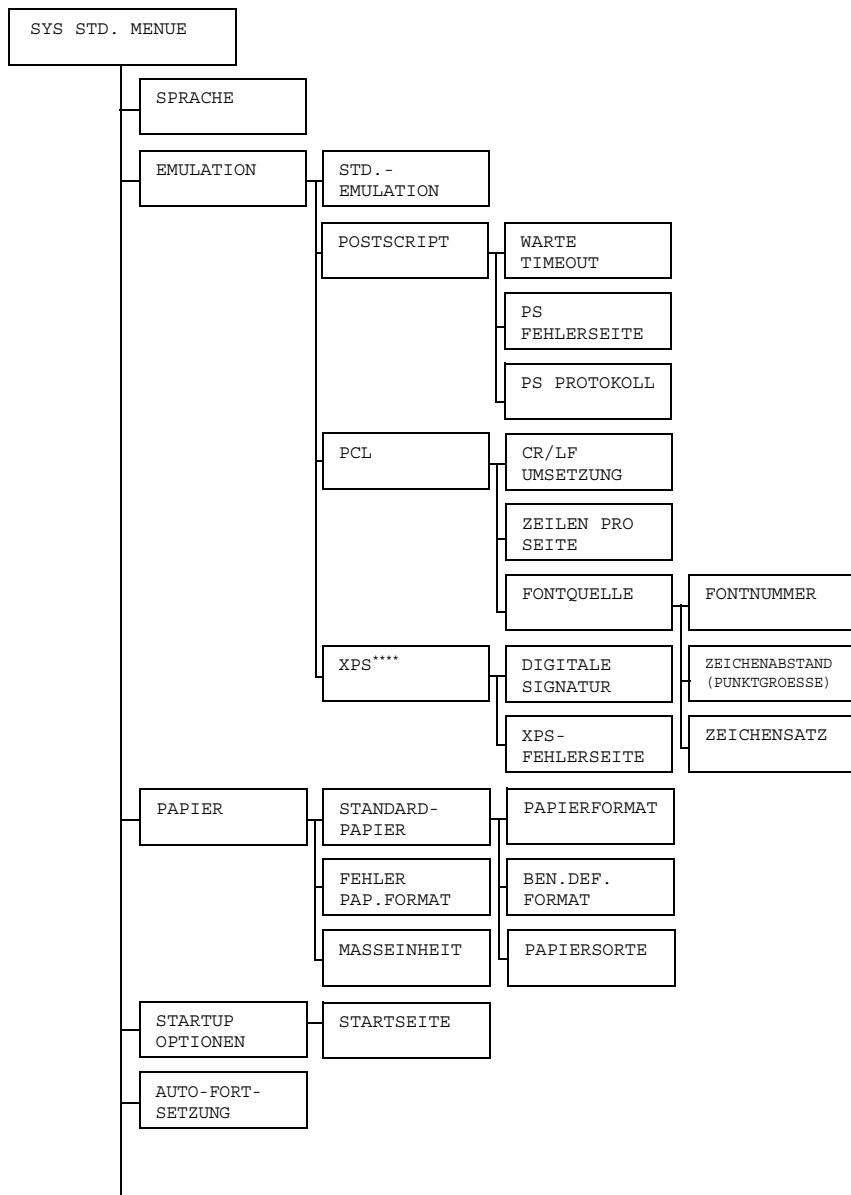 SYS STD. MENUE
SPRACHE
EMULATION
STD.-
EMULATION
POSTSCRIPT
WARTE
TIMEOUT
PS
FEHLERSEITE
PS PROTOKOLL
PCL
CR/LF
UMSETZUNG
ZEILEN PRO
SEITE
FONTQUELLE
FONTNUMMER
ZEICHENABSTAND
(PUNKTGROESSE)
ZEICHENSATZ
XPS****
DIGITALE
SIGNATUR
XPS-
FEHLERSEITE
PAPIER
STANDARD-
PAPIER
PAPIERFORMAT
BEN.DEF.
FORMAT
PAPIERSORTE
FEHLER
PAP.FORMAT
MASSEINHEIT
STARTUP
OPTIONEN
STARTSEITE
AUTO-FORT-
SETZUNG